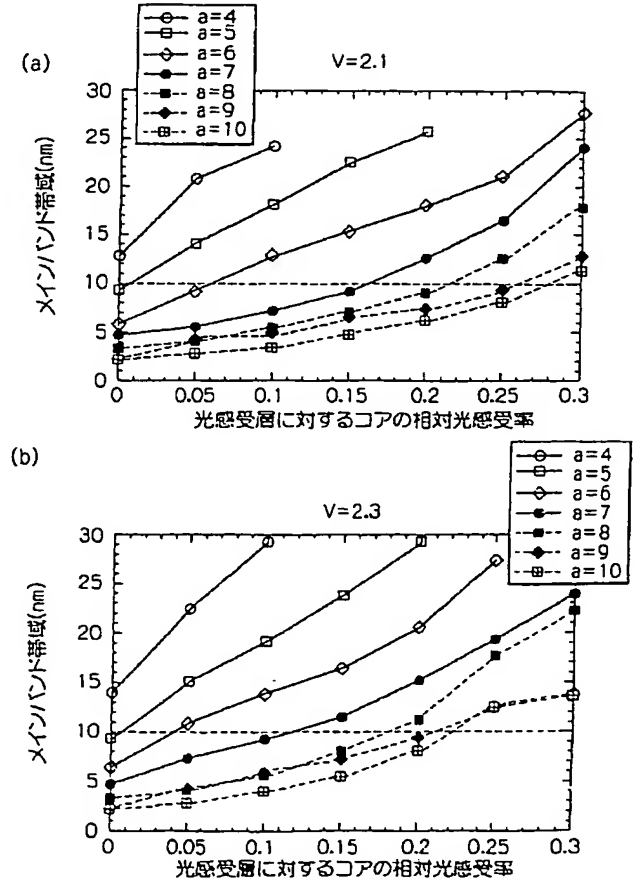 (a)
a=4
a=5
a=6
a=7
a=8
a=9
a=10
V=2.1
メインバンド帯域(nm)
30
25
20
15
10
5
0
0 0.05 0.1 0.15 0.2 0.25 0.3
光感受層に対するコアの相対光感受率
(b)
a=4
a=5
a=6
a=7
a=8
a=9
a=10
V=2.3
メインバンド帯域(nm)
30
25
20
15
10
5
0
0 0.05 0.1 0.15 0.2 0.25 0.3
光感受層に対するコアの相対光感受率